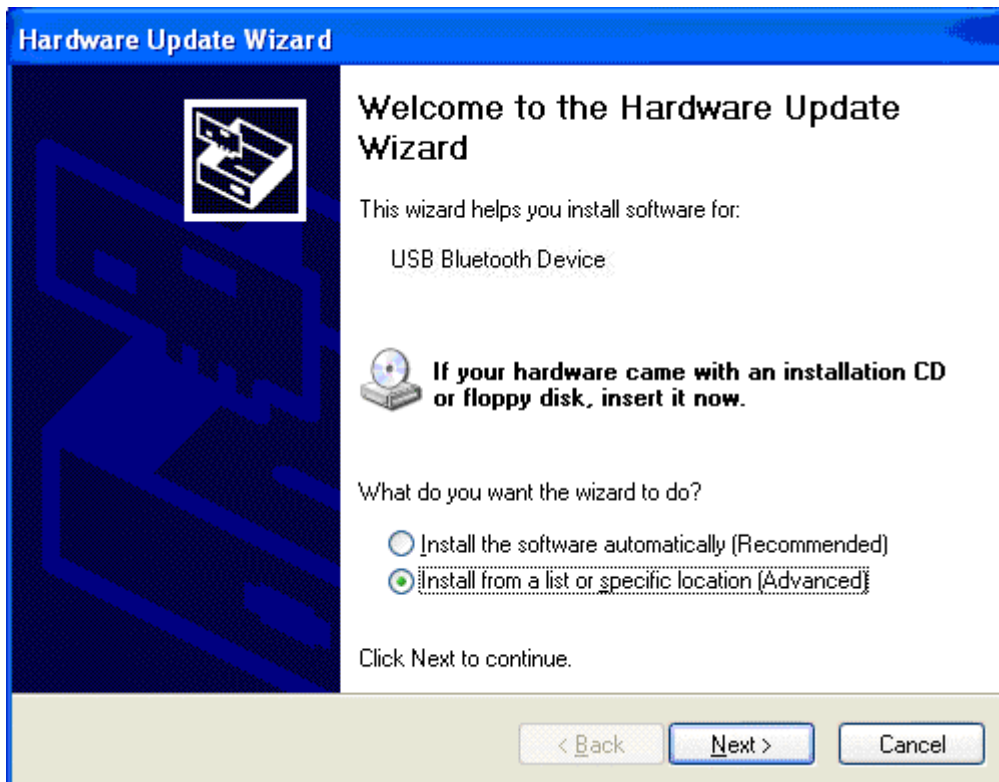 Hardware Update Wizard
Welcome to the Hardware Update
Wizard
This wizard helps you install software for:
USB Bluetooth Device
If your hardware came with an installation CD
or floppy disk, insert it now.
What do you want the wizard to do?
Install the software automatically (Recommended)
Install from a list or specific location (Advanced)
Click Next to continue.
< Back
Next >
Cancel